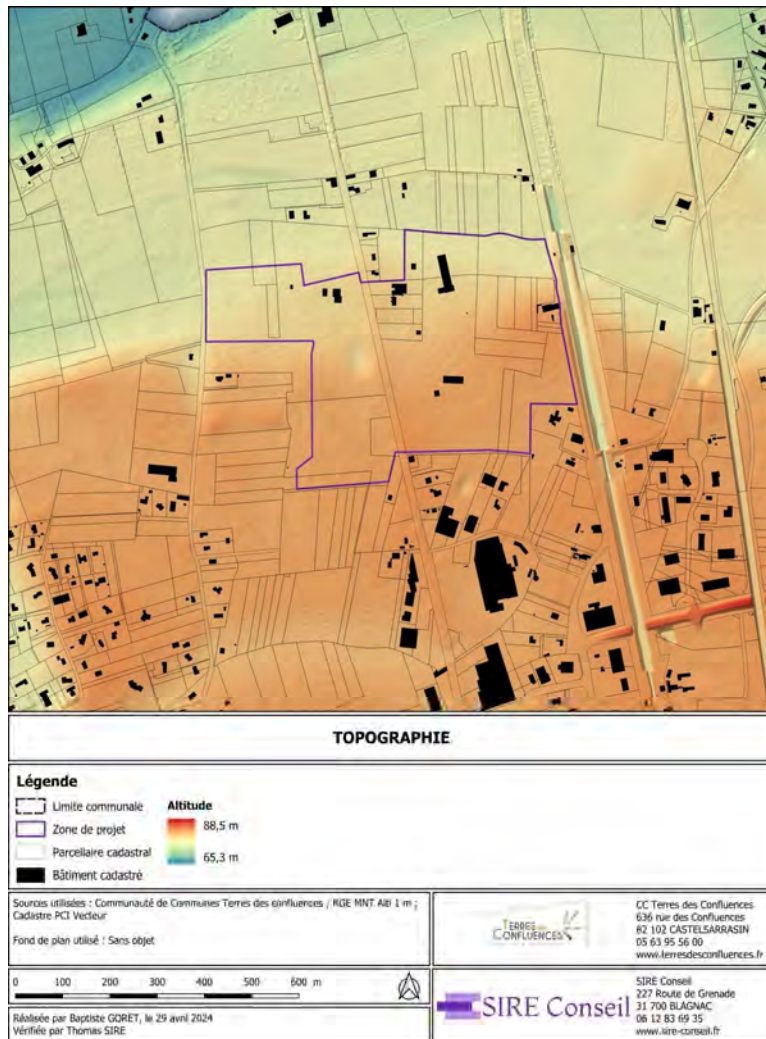 TOPOGRAPHIE
Légende
Limite communale
Zone de projet
Parcellaire cadastral
Bâtiment cadastré
Altitude
88,5 m
65,3 m
Sources utilisées : Communauté de Communes Terres des confluences ; RGE MNT Alti 1 m ;
Cadastre PCI Vecteur
Fond de plan utilisé : Sans objet
TERRES DES
CONFLUENCES
CC Terres des Confluences
636 rue des Confluences
82 102 CASTELSARRASIN
05 63 95 56 00
www.terresdesconfluences.fr
0 100 200 300 400 500 600 m
Réalisée par Baptiste GORET, le 29 avril 2024
Vérifiée par Thomas SIRE
SIRE Conseil
SIRE Conseil
227 Route de Grenade
31 700 BLAGNAC
06 12 83 69 35
www.sire-conseil.fr